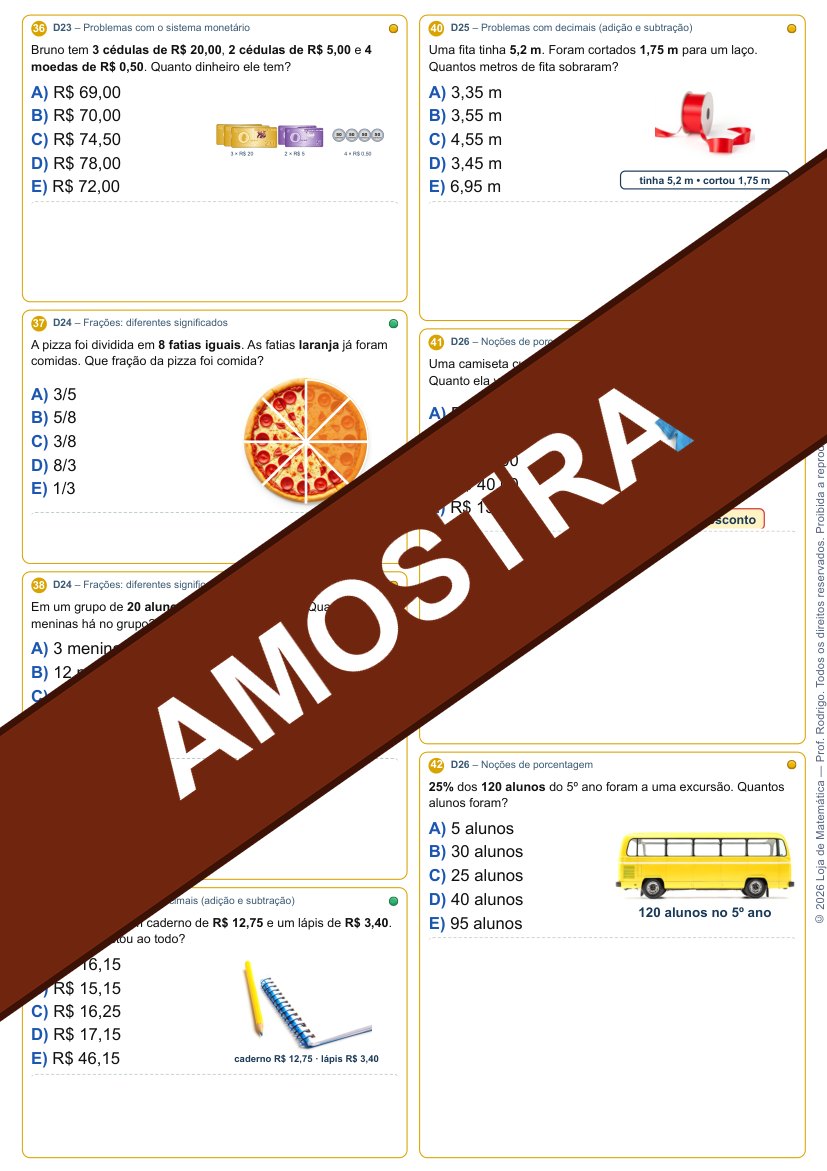 36 D23 – Problemas com o sistema monetário
Bruno tem 3 cédulas de R$ 20,00, 2 cédulas de R$ 5,00 e 4
moedas de R$ 0,50. Quanto dinheiro ele tem?
A) R$ 69,00
B) R$ 70,00
C) R$ 74,50
D) R$ 78,00
E) R$ 72,00
3 × R$ 20 2 × R$ 5 4 × R$ 0,50
37 D24 – Frações: diferentes significados
A pizza foi dividida em 8 fatias iguais. As fatias laranja já foram
comidas. Que fração da pizza foi comida?
A) 3/5
B) 5/8
C) 3/8
D) 8/3
E) 1/3
38 D24 – Frações: diferentes
Em um grupo de 20
meninas há no grupo?
A) 3
B) 12
C)
(adição e subtração)
caderno de R$ 12,75 e um lápis de R$ 3,40.
ao todo?
16,15
R$ 15,15
C) R$ 16,25
D) R$ 17,15
E) R$ 46,15
caderno R$ 12,75 · lápis R$ 3,40
40 D25 – Problemas com decimais (adição e subtração)
Uma fita tinha 5,2 m. Foram cortados 1,75 m para um laço.
Quantos metros de fita sobraram?
A) 3,35 m
B) 3,55 m
C) 4,55 m
D) 3,45 m
E) 6,95 m
tinha 5,2 m • cortou 1,75 m
41 D26 – Noções de
Uma camiseta
Quanto ela
A)
R$
42 D26 – Noções de porcentagem
25% dos 120 alunos do 5º ano foram a uma excursão. Quantos
alunos foram?
A) 5 alunos
B) 30 alunos
C) 25 alunos
D) 40 alunos
E) 95 alunos
120 alunos no 5º ano
AMOSTRA
© 2026 Loja de Matemática — Prof. Rodrigo. Todos os direitos reservados. Proibida a